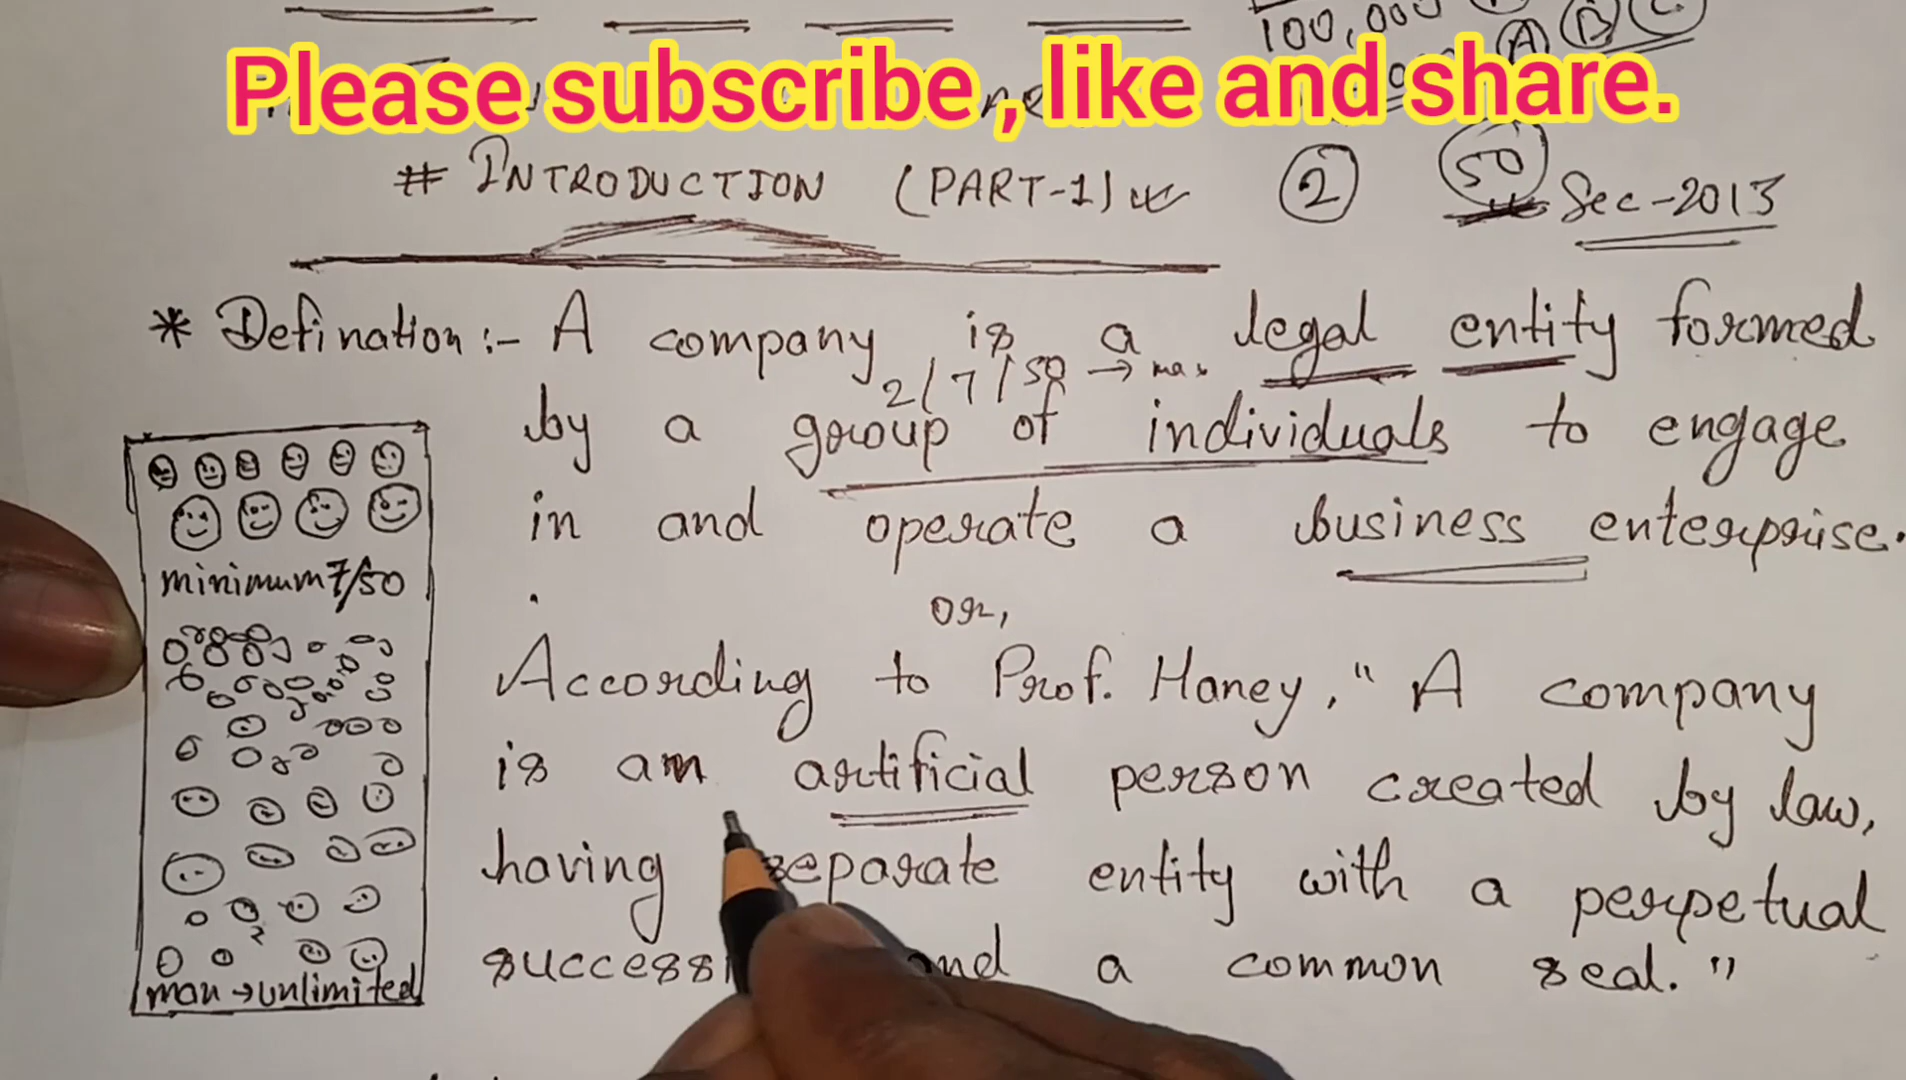 100,000
A B C
Please subscribe, like and share.
# INTRODUCTION (PART-1) 2 50 Sec-2013
* Defination :- A company is a legal entity formed
2/7/50 → max
by a group of individuals to engage
in and operate a business enterprise.
or,
According to Prof. Haney, "A company
is an artificial person created by law,
having separate entity with a perpetual
and a common seal."
minimum 7/50
max → unlimited